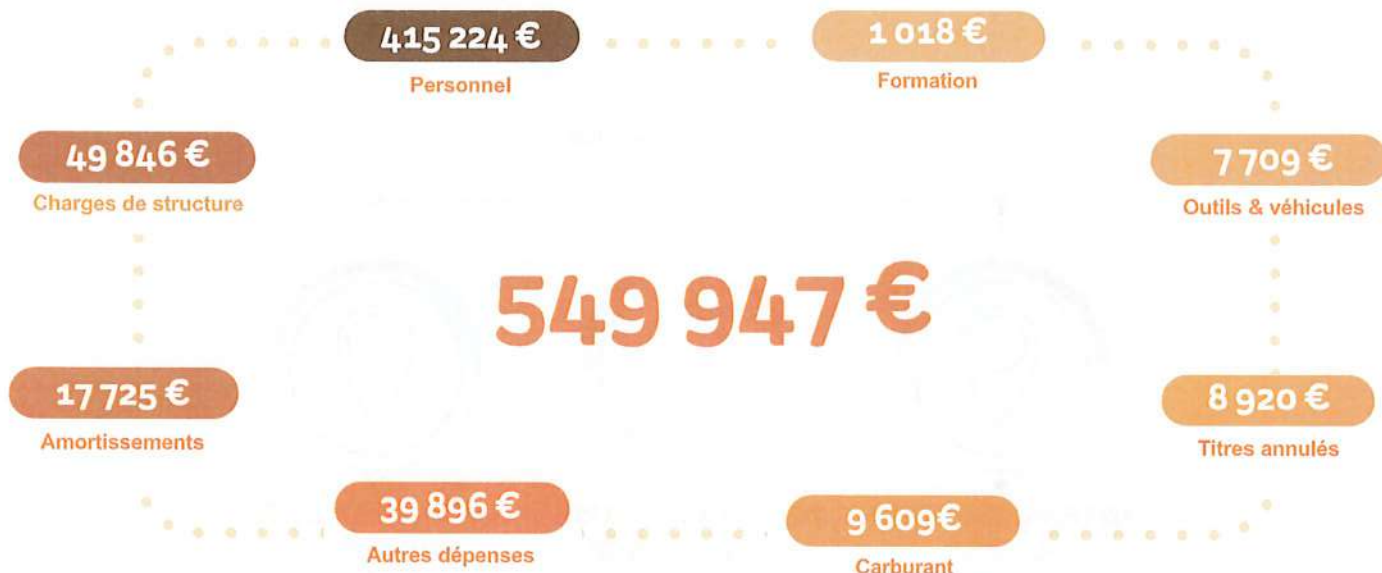 415 224 €
Personnel
1 018 €
Formation
49 846 €
Charges de structure
7 709 €
Outils & véhicules
549 947 €
17 725 €
Amortissements
8 920 €
Titres annulés
39 896 €
Autres dépenses
9 609€
Carburant